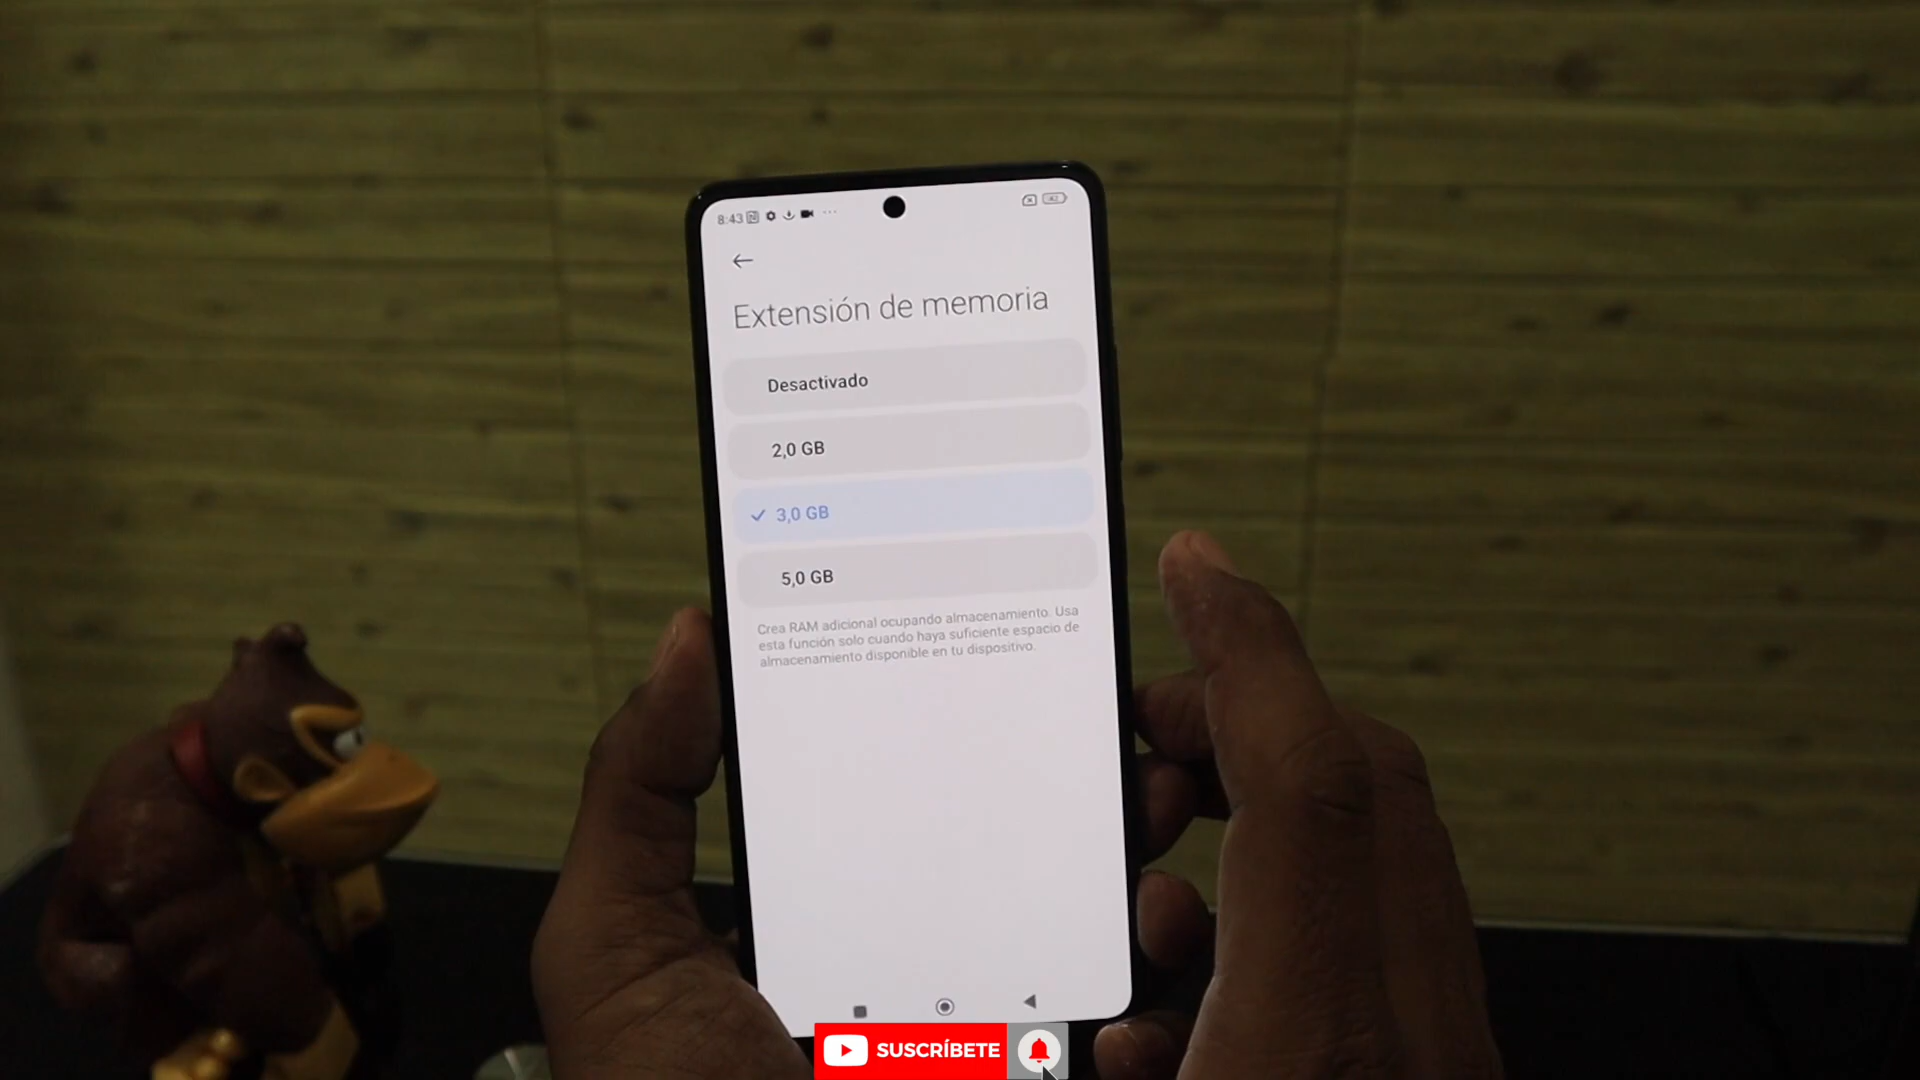 8:43
42
Extensión de memoria
Desactivado
2,0 GB
3,0 GB
5,0 GB
Crea RAM adicional ocupando almacenamiento. Usa
esta función solo cuando haya suficiente espacio de
almacenamiento disponible en tu dispositivo.
SUSCRÍBETE